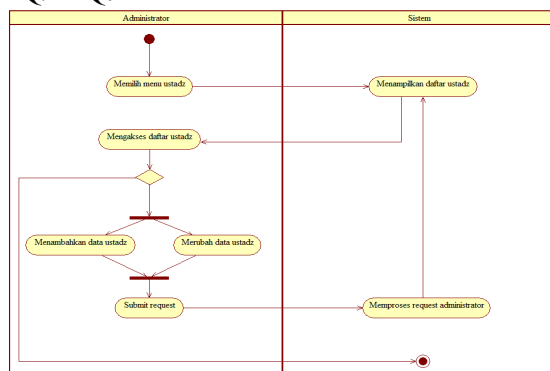 Administrator
Sistem
Memilih menu ustadz
Menampilkan daftar ustadz
Mengakses daftar ustadz
Menambahkan data ustadz
Merubah data ustadz
Submit request
Memproses request administrator